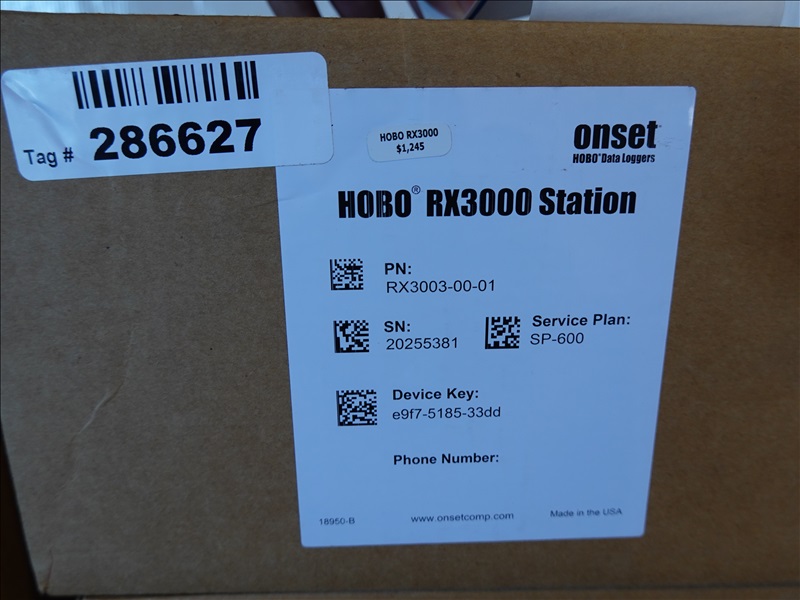 Tag # 286627
HOBO RX3000
$1,245
onset
HOBO® Data Loggers
HOBO® RX3000 Station
PN:
RX3003-00-01
SN:
20255381
Service Plan:
SP-600
Device Key:
e9f7-5185-33dd
Phone Number:
18950-B
www.onsetcomp.com
Made in the USA